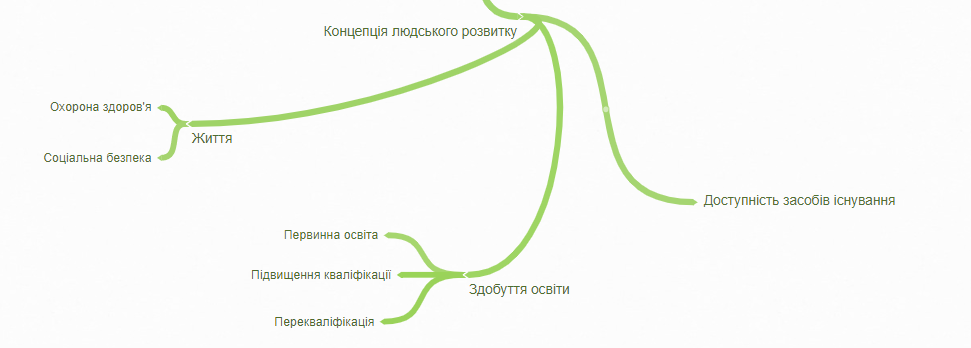 Концепція людського розвитку
Охорона здоров'я
Життя
Соціальна безпека
Доступність засобів існування
Первинна освіта
Підвищення кваліфікації
Здобуття освіти
Перекваліфікація